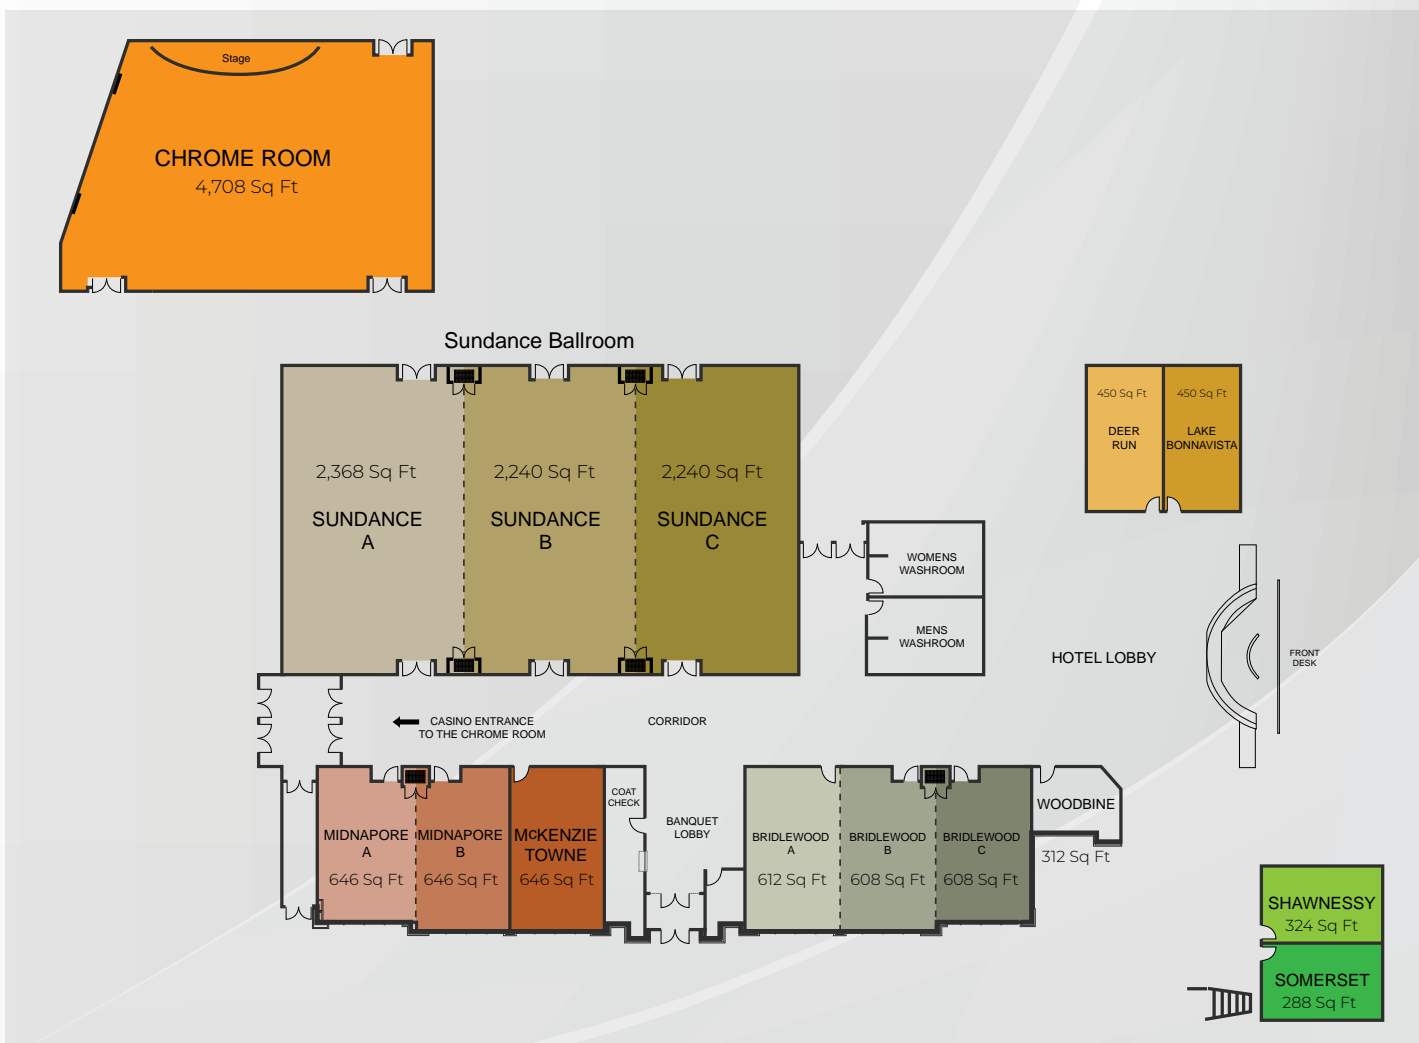 Stage
CHROME ROOM
4,708 Sq Ft
Sundance Ballroom
2,368 Sq Ft
SUNDANCE
A
2,240 Sq Ft
SUNDANCE
B
2,240 Sq Ft
SUNDANCE
C
450 Sq Ft
DEER
RUN
450 Sq Ft
LAKE
BONNAVISTA
WOMENS
WASHROOM
MENS
WASHROOM
HOTEL LOBBY
FRONT
DESK
CASINO ENTRANCE
TO THE CHROME ROOM
CORRIDOR
MIDNAPORE
A
646 Sq Ft
MIDNAPORE
B
646 Sq Ft
McKENZIE
TOWNE
646 Sq Ft
COAT
CHECK
BANQUET
LOBBY
BRIDLEWOOD
A
612 Sq Ft
BRIDLEWOOD
B
608 Sq Ft
BRIDLEWOOD
C
608 Sq Ft
WOODBINE
312 Sq Ft
SHAWNESSY
324 Sq Ft
SOMERSET
288 Sq Ft